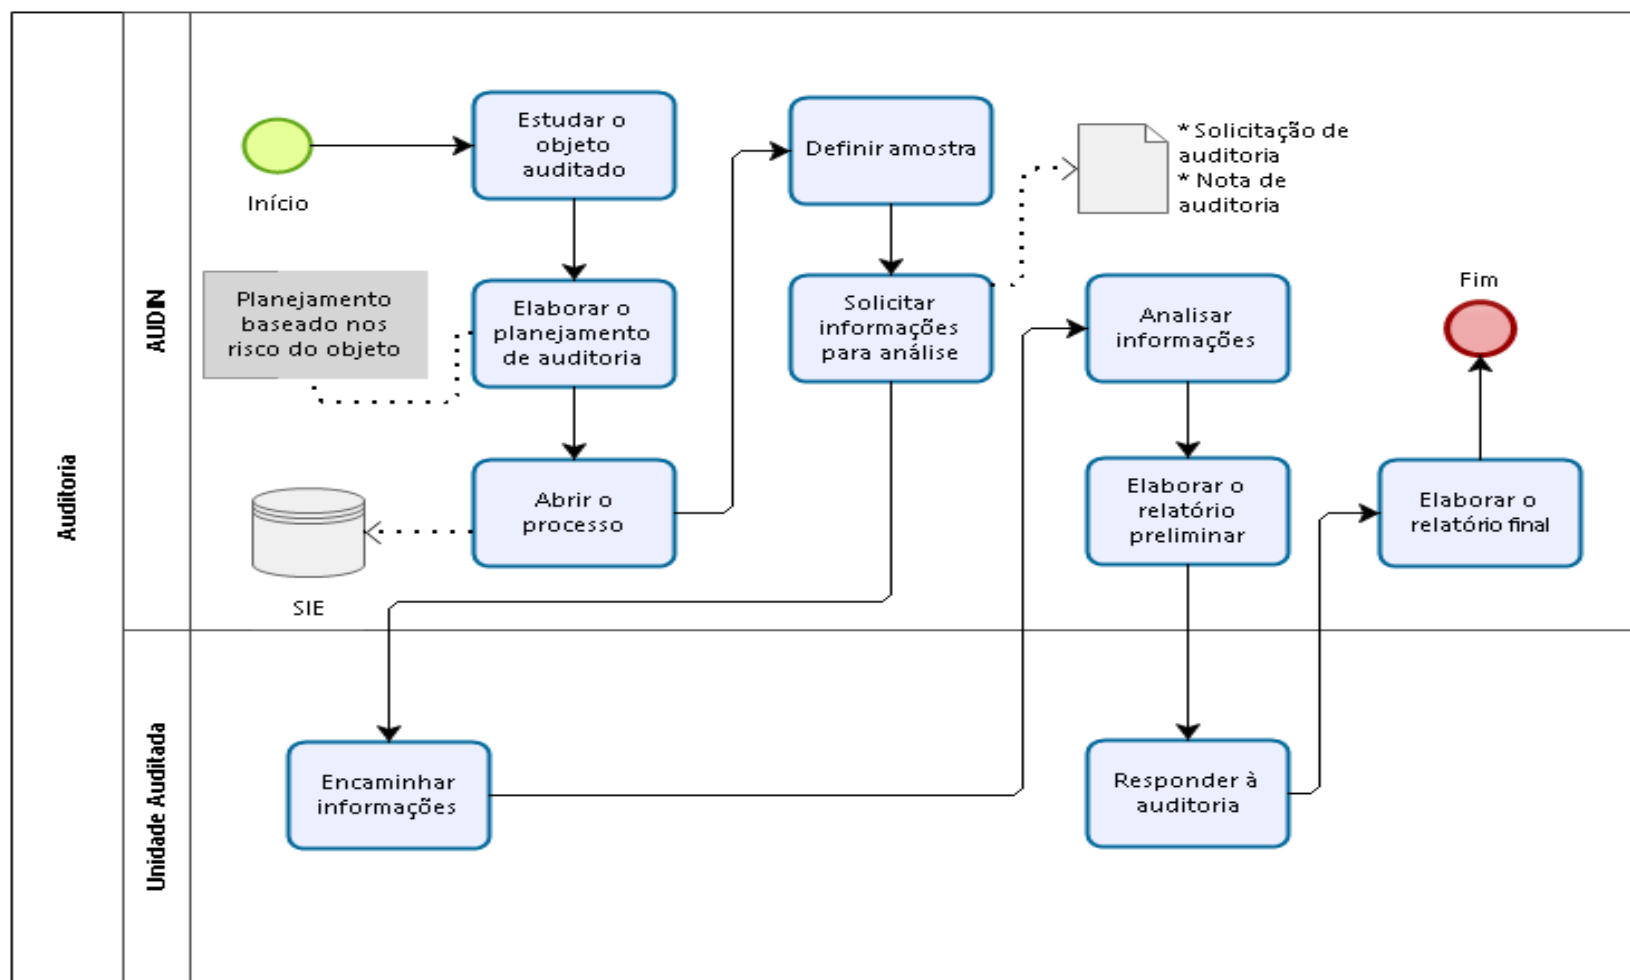 Auditoria
AUDIN
Início
Estudar o
objeto
auditado
Planejamento
baseado nos
risco do objeto
Elaborar o
planejamento
de auditoria
Abrir o
processo
SIE
Definir amostra
Solicitar
informações
para análise
* Solicitação de
auditoria
* Nota de
auditoria
Analisar
informações
Elaborar o
relatório
preliminar
Fim
Elaborar o
relatório final
Unidade Auditada
Encaminhar
informações
Responder à
auditoria